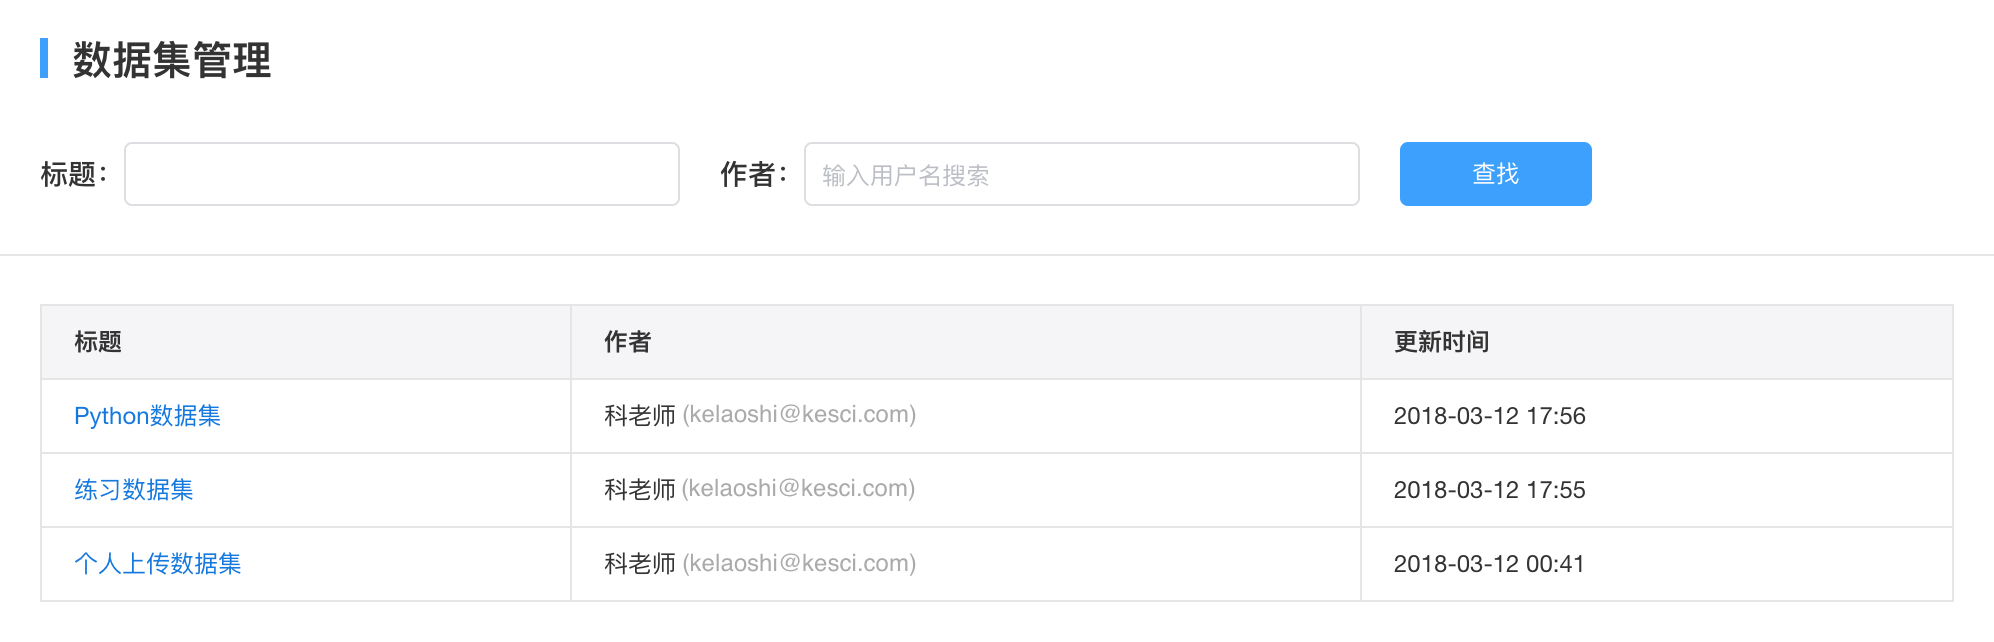 数据集管理
标题： 作者： 输入用户名搜索 查找
标题 作者 更新时间
Python数据集 科老师 (kelaoshi@kesci.com) 2018-03-12 17:56
练习数据集 科老师 (kelaoshi@kesci.com) 2018-03-12 17:55
个人上传数据集 科老师 (kelaoshi@kesci.com) 2018-03-12 00:41